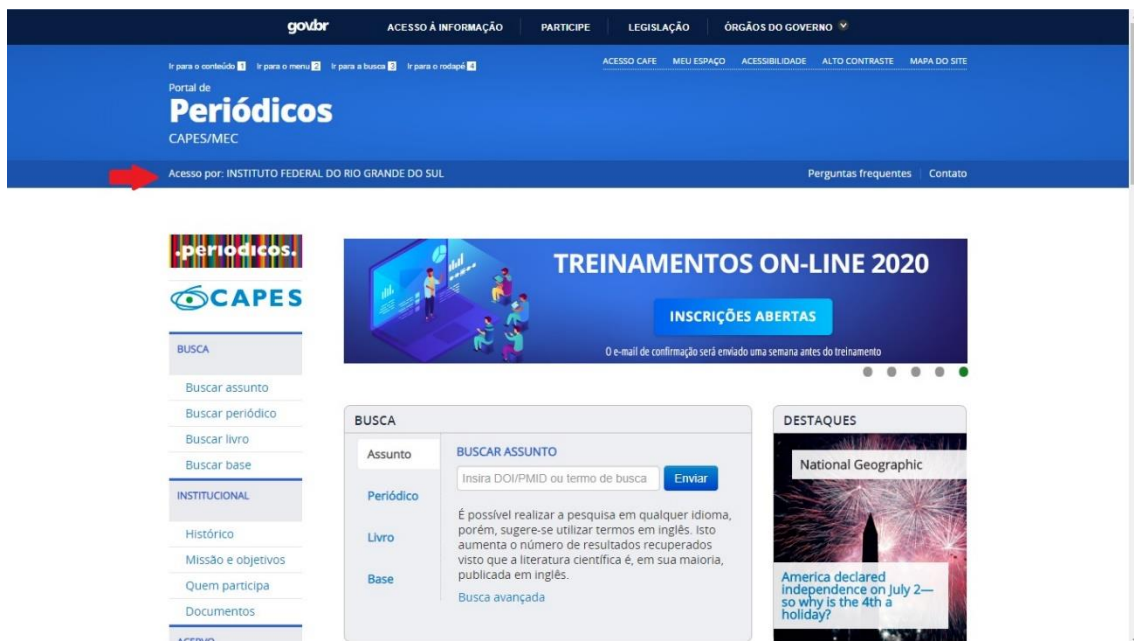 gov.br
ACESSO À INFORMAÇÃO
PARTICIPE
LEGISLAÇÃO
ÓRGÃOS DO GOVERNO
Ir para o conteúdo 1 Ir para o menu 2 Ir para a busca 3 Ir para o rodapé 4
ACESSO CAFE MEU ESPAÇO ACESSIBILIDADE ALTO CONTRASTE MAPA DO SITE
Portal de
Periódicos
CAPES/MEC
Acesso por: INSTITUTO FEDERAL DO RIO GRANDE DO SUL
Perguntas frequentes Contato
.periodicos.
CAPES
BUSCA
Buscar assunto
Buscar periódico
Buscar livro
Buscar base
INSTITUCIONAL
Histórico
Missão e objetivos
Quem participa
Documentos
ACERVO
TREINAMENTOS ON-LINE 2020
INSCRIÇÕES ABERTAS
O e-mail de confirmação será enviado uma semana antes do treinamento
BUSCA
Assunto
Periódico
Livro
Base
BUSCAR ASSUNTO
Insira DOI/PMID ou termo de busca
Enviar
É possível realizar a pesquisa em qualquer idioma,
porém, sugere-se utilizar termos em inglês. Isto
aumenta o número de resultados recuperados
visto que a literatura científica é, em sua maioria,
publicada em inglês.
Busca avançada
DESTAQUES
National Geographic
America declared
independence on July 2—
so why is the 4th a
holiday?